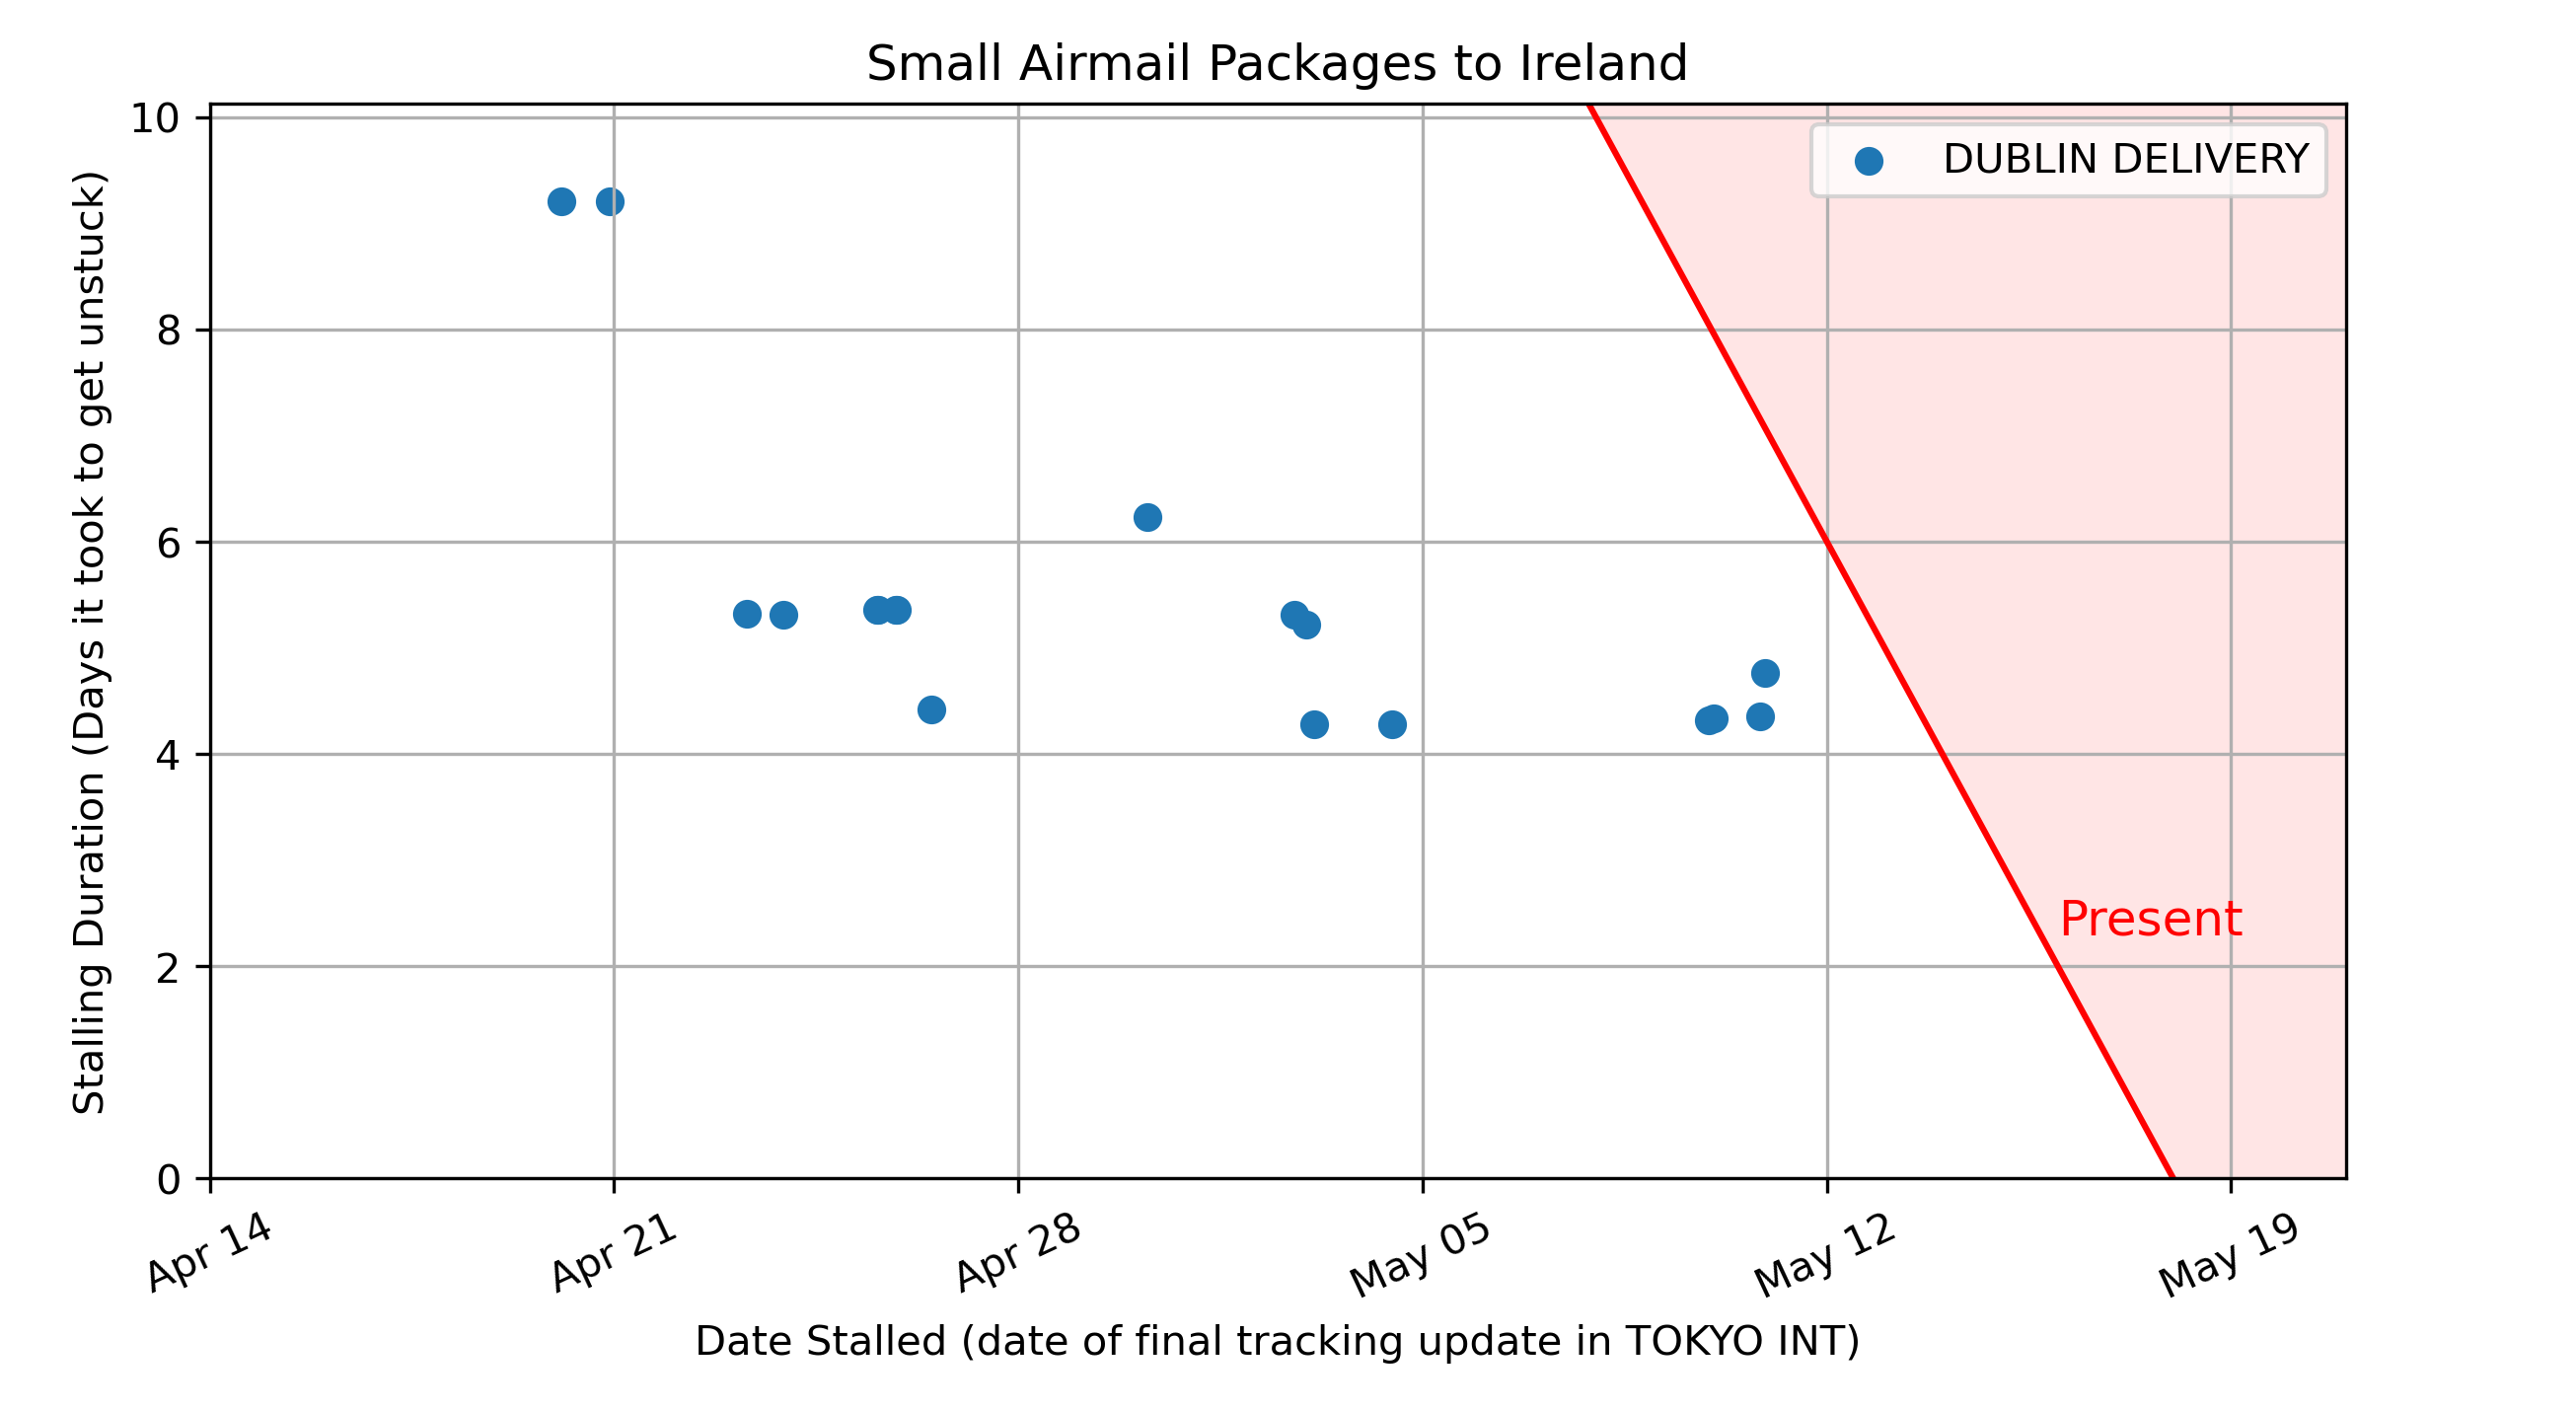 Small Airmail Packages to Ireland
DUBLIN DELIVERY
Stalling Duration (Days it took to get unstuck)
10
8
6
4
2
0
Present
Apr 14
Apr 21
Apr 28
May 05
May 12
May 19
Date Stalled (date of final tracking update in TOKYO INT)